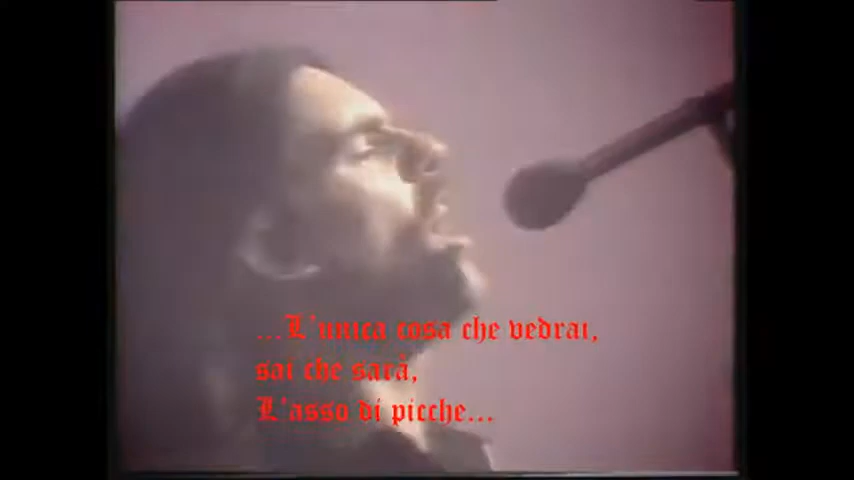 ...L'unica cosa che vedrai,
sai che sarà,
L'asso di picche...